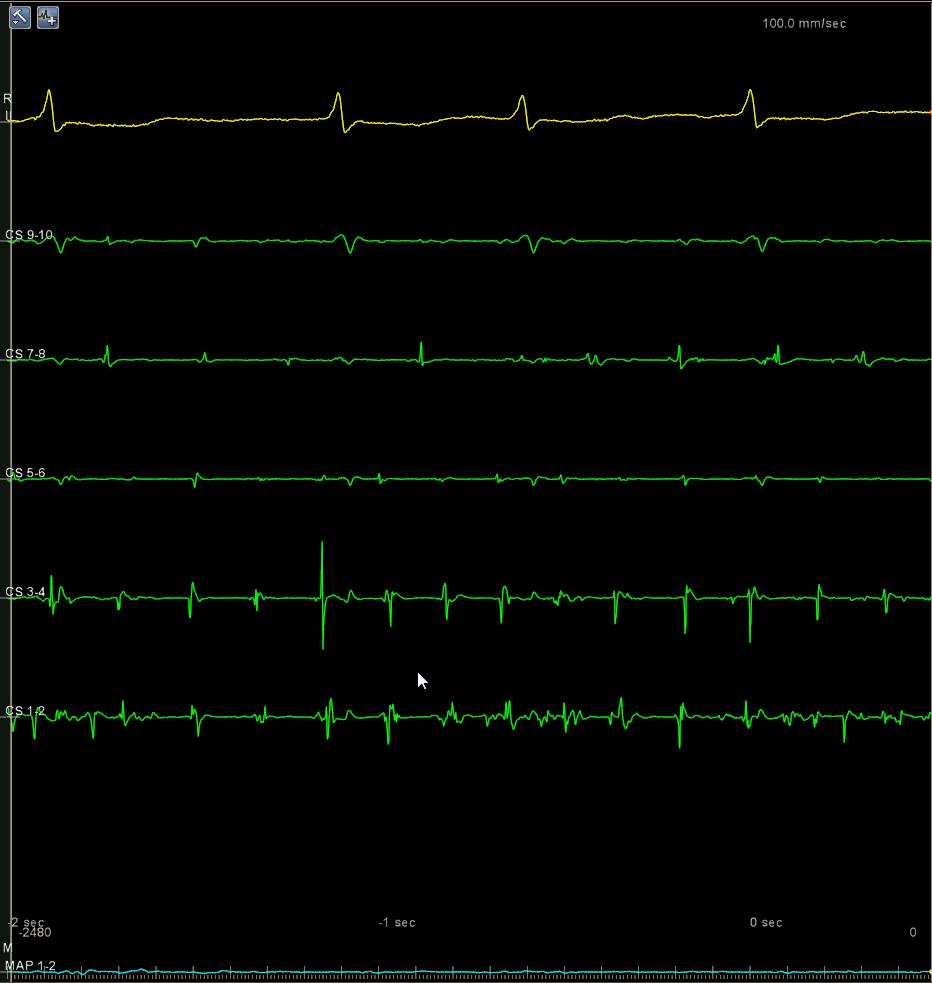 100.0 mm/sec
R
CS 9-10
CS 7-8
CS 5-6
CS 3-4
CS 1-2
-2 sec
-1 sec
0 sec
-2480
0
M
MAP 1-2